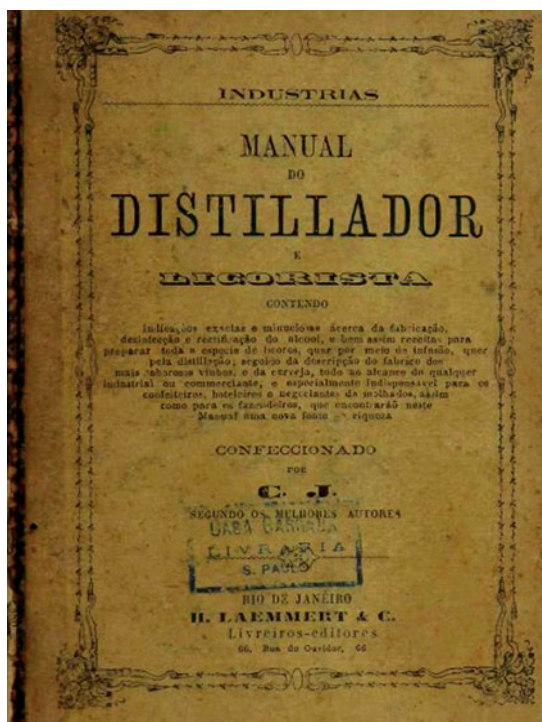 INDUSTRIAS
MANUAL
DO
DISTILLADOR
E
LICORISTA
CONTENDO
Indicações exactas e minuciosas ácerca da fabricação,
desinfecção e rectificação do alcool, e bem assim receitas para
preparar toda a especie de licores, quer por meio de infusão, quer
pela distillação; seguido da descripção do fabrico dos
mais saborosos vinhos, e da cerveja, todo ao alcance de qualquer
industrial ou commerciante, e especialmente indispensavel para os
confeiteiros, hoteleiros e negociantes de molhados, assim
como para os fazendeiros, que encontraráõ neste
Manual uma nova fonte riqueza
CONFECCIONADO
POR
C. J.
SEGUNDO OS MELHORES AUTORES
CASA GARRAUX
LIVRARIA
S. PAULO
RIO DE JANEIRO
H. LAEMMERT & C.
Livreiros-editores
66, Rua do Ouvidor, 66